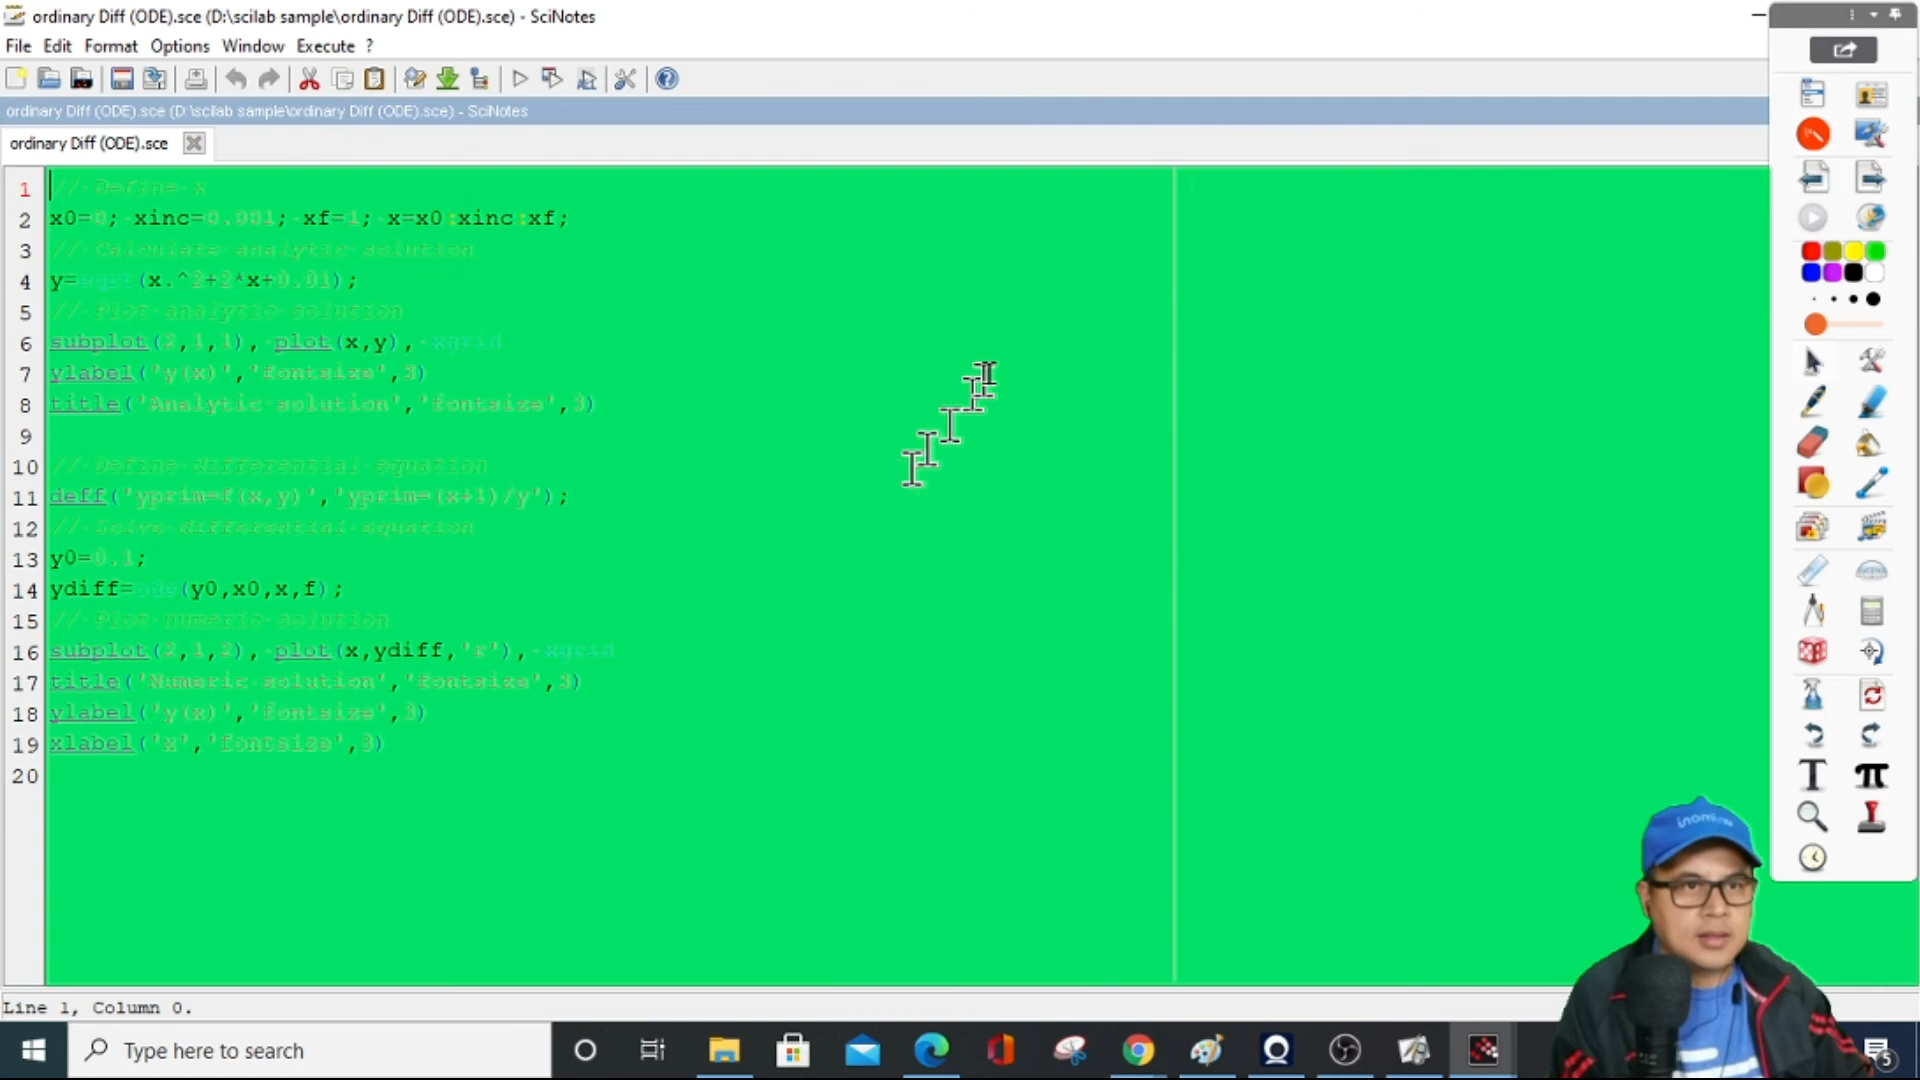 ordinary Diff (ODE).sce (D:\scilab sample\ordinary Diff (ODE).sce) - SciNotes
File Edit Format Options Window Execute ?
ordinary Diff (ODE).sce (D:\scilab sample\ordinary Diff (ODE).sce) - SciNotes
ordinary Diff (ODE).sce
1 // Define x
2 x0=0; xinc=0.001; xf=1; x=x0:xinc:xf;
3 // Calculate analytic solution
4 y=sqrt(x.^2+2*x+0.01);
5 // Plot analytic solution
6 subplot(2,1,1), plot(x,y), xgrid
7 ylabel('y(x)','fontsize',3)
8 title('Analytic solution','fontsize',3)
9
10 // Define differential equation
11 deff('yprim=f(x,y)','yprim=(x+1)/y');
12 // Solve differential equation
13 y0=0.1;
14 ydiff=ode(y0,x0,x,f);
15 // Plot numeric solution
16 subplot(2,1,2), plot(x,ydiff,'r'), xgrid
17 title('Numeric solution','fontsize',3)
18 ylabel('y(x)','fontsize',3)
19 xlabel('x','fontsize',3)
20
T π
Line 1, Column 0.
Type here to search
5